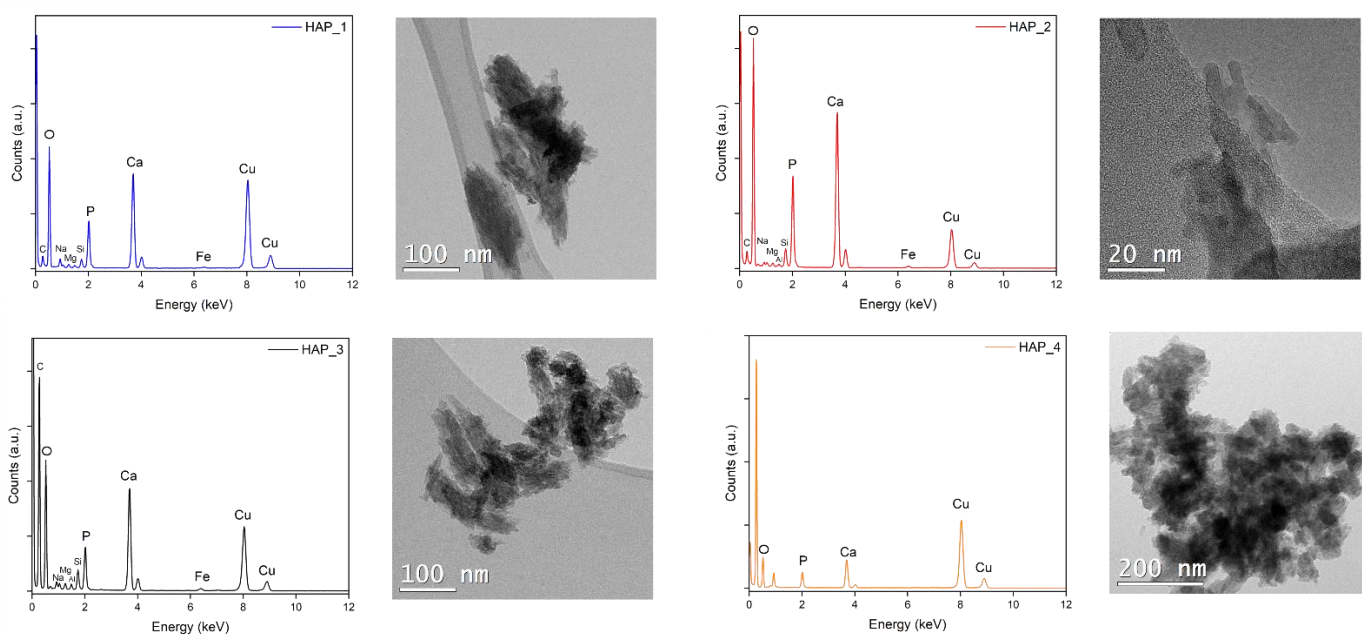 HAP_1
Counts (a.u.)
O
Ca
Cu
P
C
Na
Mg
Si
Fe
Cu
0 2 4 6 8 10 12
Energy (keV)
100 nm
HAP_2
Counts (a.u.)
O
Ca
P
Cu
C
Na
Mg
Al
Si
Fe
Cu
0 2 4 6 8 10 12
Energy (keV)
20 nm
HAP_3
Counts (a.u.)
C
O
Ca
Cu
P
Si
Mg
Na
Al
Fe
Cu
0 2 4 6 8 10 12
Energy (keV)
100 nm
HAP_4
Counts (a.u.)
Cu
O
P
Ca
Cu
0 2 4 6 8 10 12
Energy (keV)
200 nm